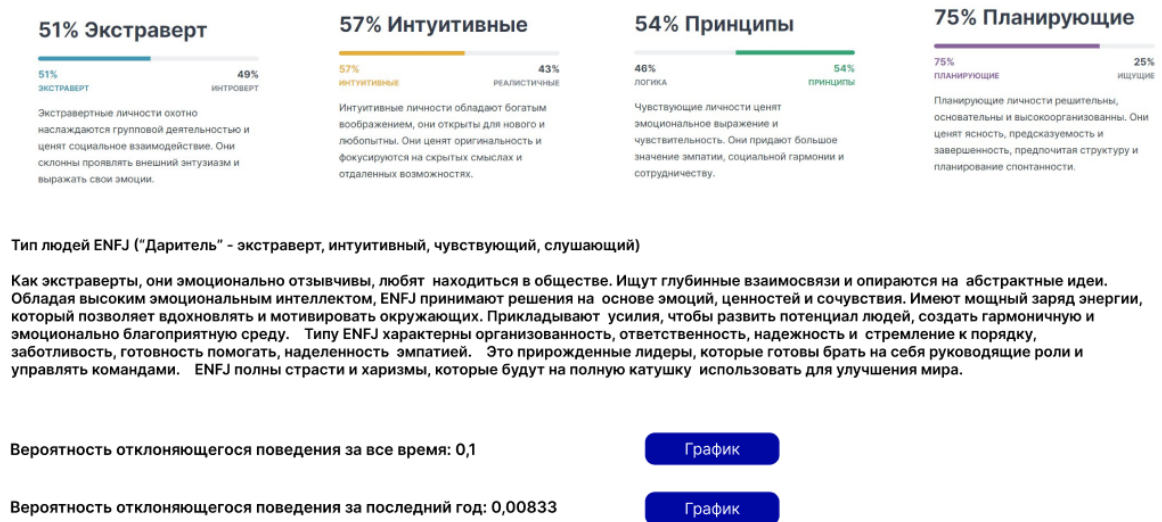 51% Экстраверт
51%
49%
ЭКСТРАВЕРТ
ИНТРОВЕРТ
Экстравертные личности охотно
наслаждаются групповой деятельностью и
ценят социальное взаимодействие. Они
склонны проявлять внешний энтузиазм и
выражать свои эмоции.
57% Интуитивные
57%
43%
ИНТУИТИВНЫЕ
РЕАЛИСТИЧНЫЕ
Интуитивные личности обладают богатым
воображением, они открыты для нового и
любопытны. Они ценят оригинальность и
фокусируются на скрытых смыслах и
отдаленных возможностях.
54% Принципы
46%
54%
ЛОГИКА
ПРИНЦИПЫ
Чувствующие личности ценят
эмоциональное выражение и
чувствительность. Они придают большое
значение эмпатии, социальной гармонии и
сотрудничеству.
75% Планирующие
75%
25%
ПЛАНИРУЮЩИЕ
ИЩУЩИЕ
Планирующие личности решительны,
основательны и высокоорганизованны. Они
ценят ясность, предсказуемость и
завершенность, предпочитая структуру и
планирование спонтанности.
Тип людей ENFJ (“Даритель” - экстраверт, интуитивный, чувствующий, слушающий)
Как экстраверты, они эмоционально отзывчивы, любят находиться в обществе. Ищут глубинные взаимосвязи и опираются на абстрактные идеи.
Обладая высоким эмоциональным интеллектом, ENFJ принимают решения на основе эмоций, ценностей и сочувствия. Имеют мощный заряд энергии,
который позволяет вдохновлять и мотивировать окружающих. Прикладывают усилия, чтобы развить потенциал людей, создать гармоничную и
эмоционально благоприятную среду. Типу ENFJ характерны организованность, ответственность, надежность и стремление к порядку,
заботливость, готовность помогать, наделенность эмпатией. Это прирожденные лидеры, которые готовы брать на себя руководящие роли и
управлять командами. ENFJ полны страсти и харизмы, которые будут на полную катушку использовать для улучшения мира.
Вероятность отклоняющегося поведения за все время: 0,1
График
Вероятность отклоняющегося поведения за последний год: 0,00833
График